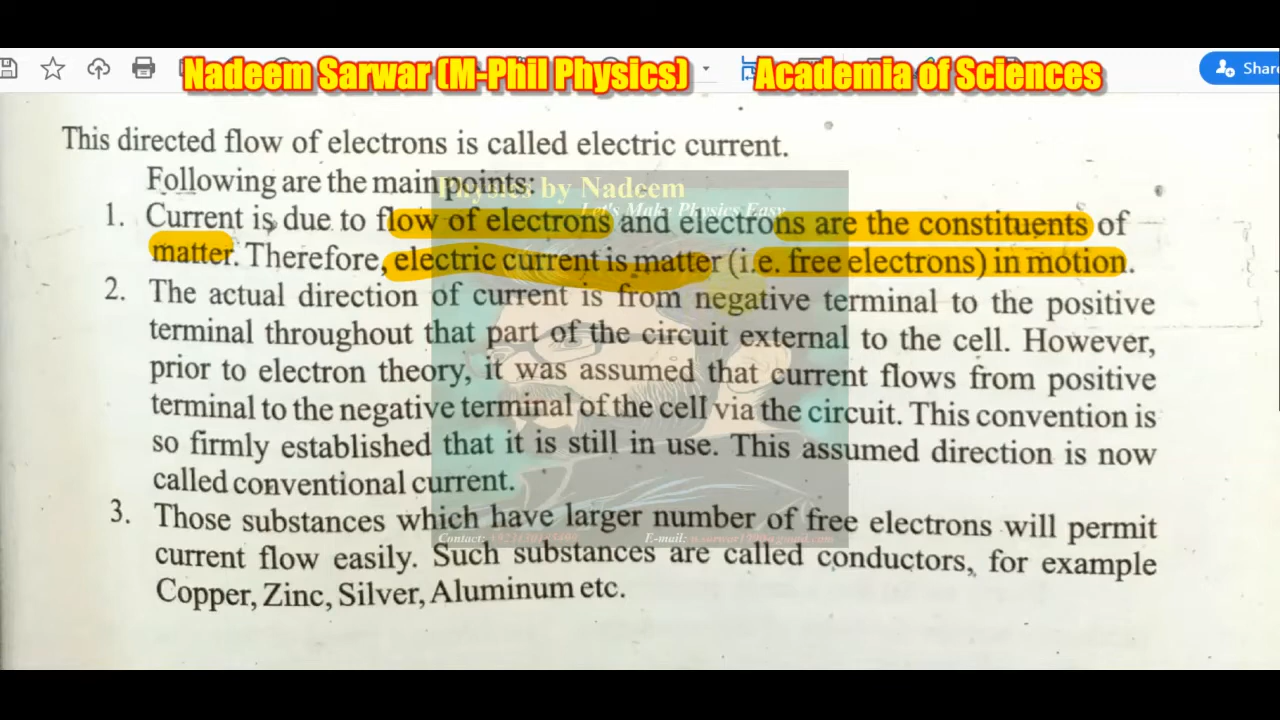 Nadeem Sarwar (M-Phil Physics) Academia of Sciences
Share
This directed flow of electrons is called electric current.
Following are the main points:
Physics by Nadeem
Let's Make Physics Easy
1. Current is due to flow of electrons and electrons are the constituents of
matter. Therefore, electric current is matter (i.e. free electrons) in motion.
2. The actual direction of current is from negative terminal to the positive
terminal throughout that part of the circuit external to the cell. However,
prior to electron theory, it was assumed that current flows from positive
terminal to the negative terminal of the cell via the circuit. This convention is
so firmly established that it is still in use. This assumed direction is now
called conventional current.
3. Those substances which have larger number of free electrons will permit
Contact: E-mail:
current flow easily. Such substances are called conductors, for example
Copper, Zinc, Silver, Aluminum etc.